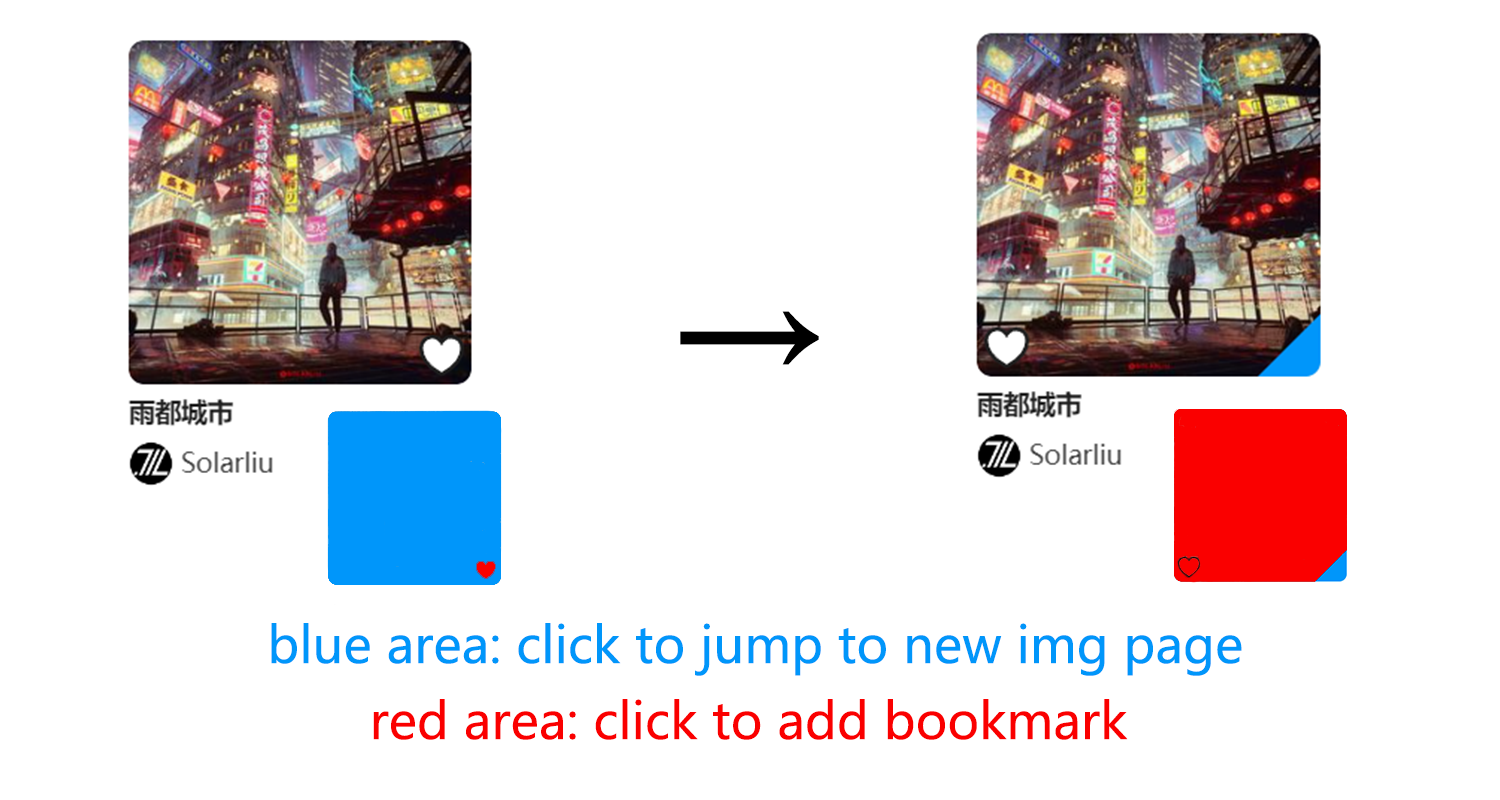 雨都城市
Solarliu
雨都城市
Solarliu
blue area: click to jump to new img page
red area: click to add bookmark